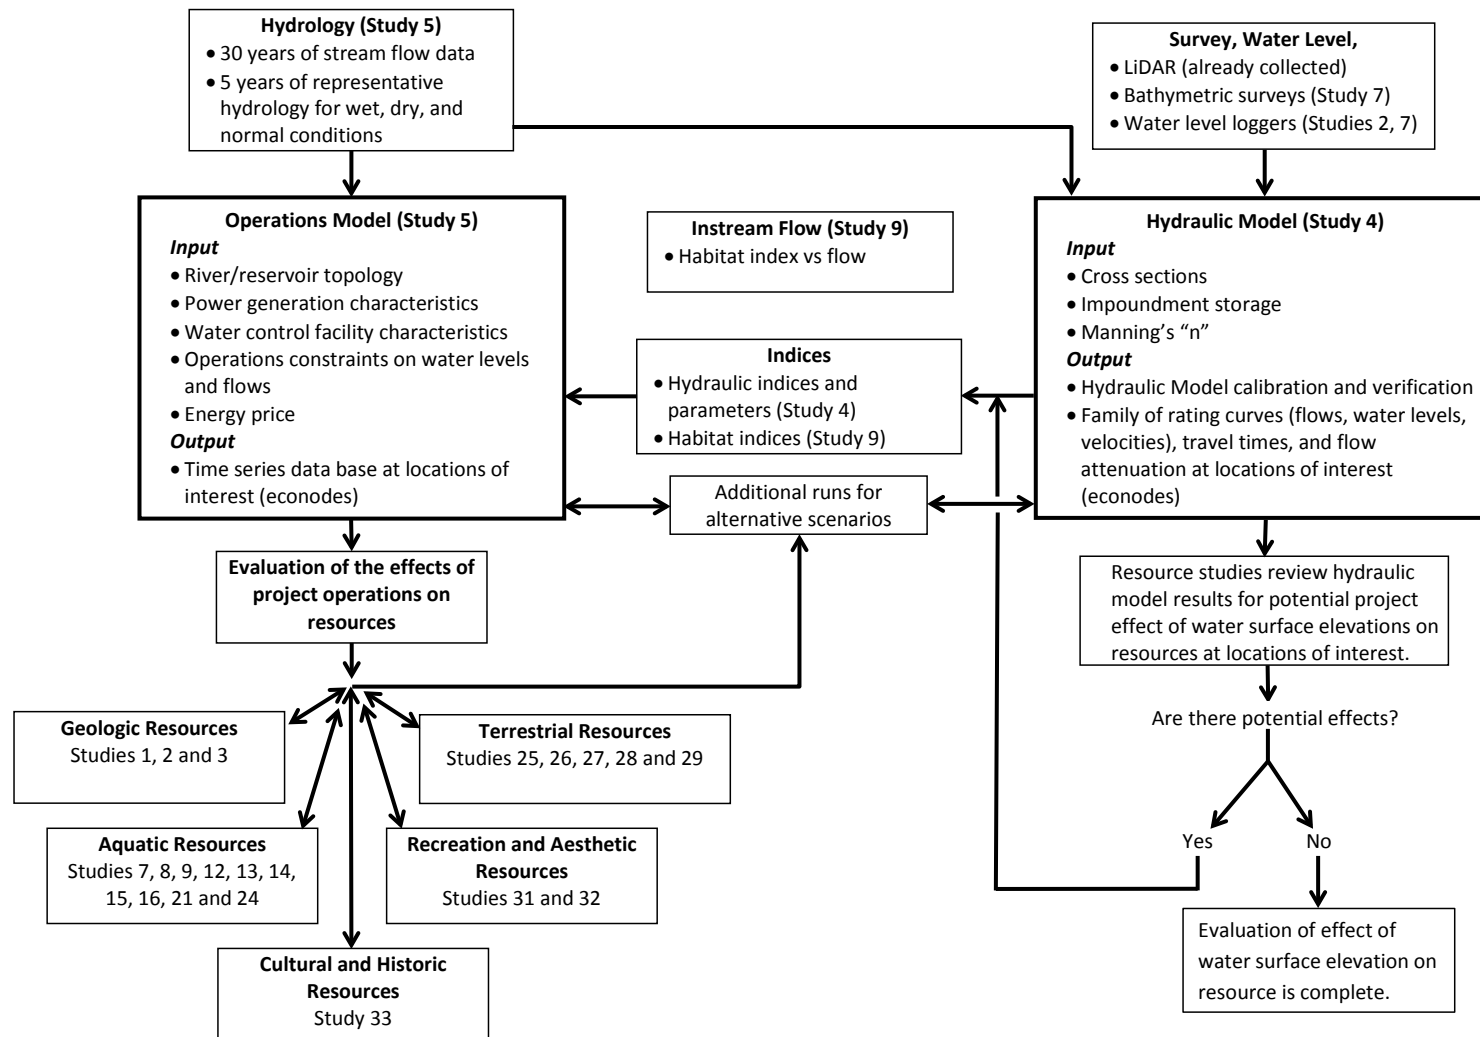 Hydrology (Study 5)
• 30 years of stream flow data
• 5 years of representative
hydrology for wet, dry, and
normal conditions
Survey, Water Level,
• LiDAR (already collected)
• Bathymetric surveys (Study 7)
• Water level loggers (Studies 2, 7)
Operations Model (Study 5)
Input
• River/reservoir topology
• Power generation characteristics
• Water control facility characteristics
• Operations constraints on water levels
and flows
• Energy price
Output
• Time series data base at locations of
interest (econodes)
Instream Flow (Study 9)
• Habitat index vs flow
Indices
• Hydraulic indices and
parameters (Study 4)
• Habitat indices (Study 9)
Additional runs for
alternative scenarios
Hydraulic Model (Study 4)
Input
• Cross sections
• Impoundment storage
• Manning’s “n”
Output
• Hydraulic Model calibration and verification
• Family of rating curves (flows, water levels,
velocities), travel times, and flow
attenuation at locations of interest
(econodes)
Evaluation of the effects of
project operations on
resources
Resource studies review hydraulic
model results for potential project
effect of water surface elevations on
resources at locations of interest.
Are there potential effects?
Yes
No
Evaluation of effect of
water surface elevation on
resource is complete.
Geologic Resources
Studies 1, 2 and 3
Terrestrial Resources
Studies 25, 26, 27, 28 and 29
Aquatic Resources
Studies 7, 8, 9, 12, 13, 14,
15, 16, 21 and 24
Recreation and Aesthetic
Resources
Studies 31 and 32
Cultural and Historic
Resources
Study 33